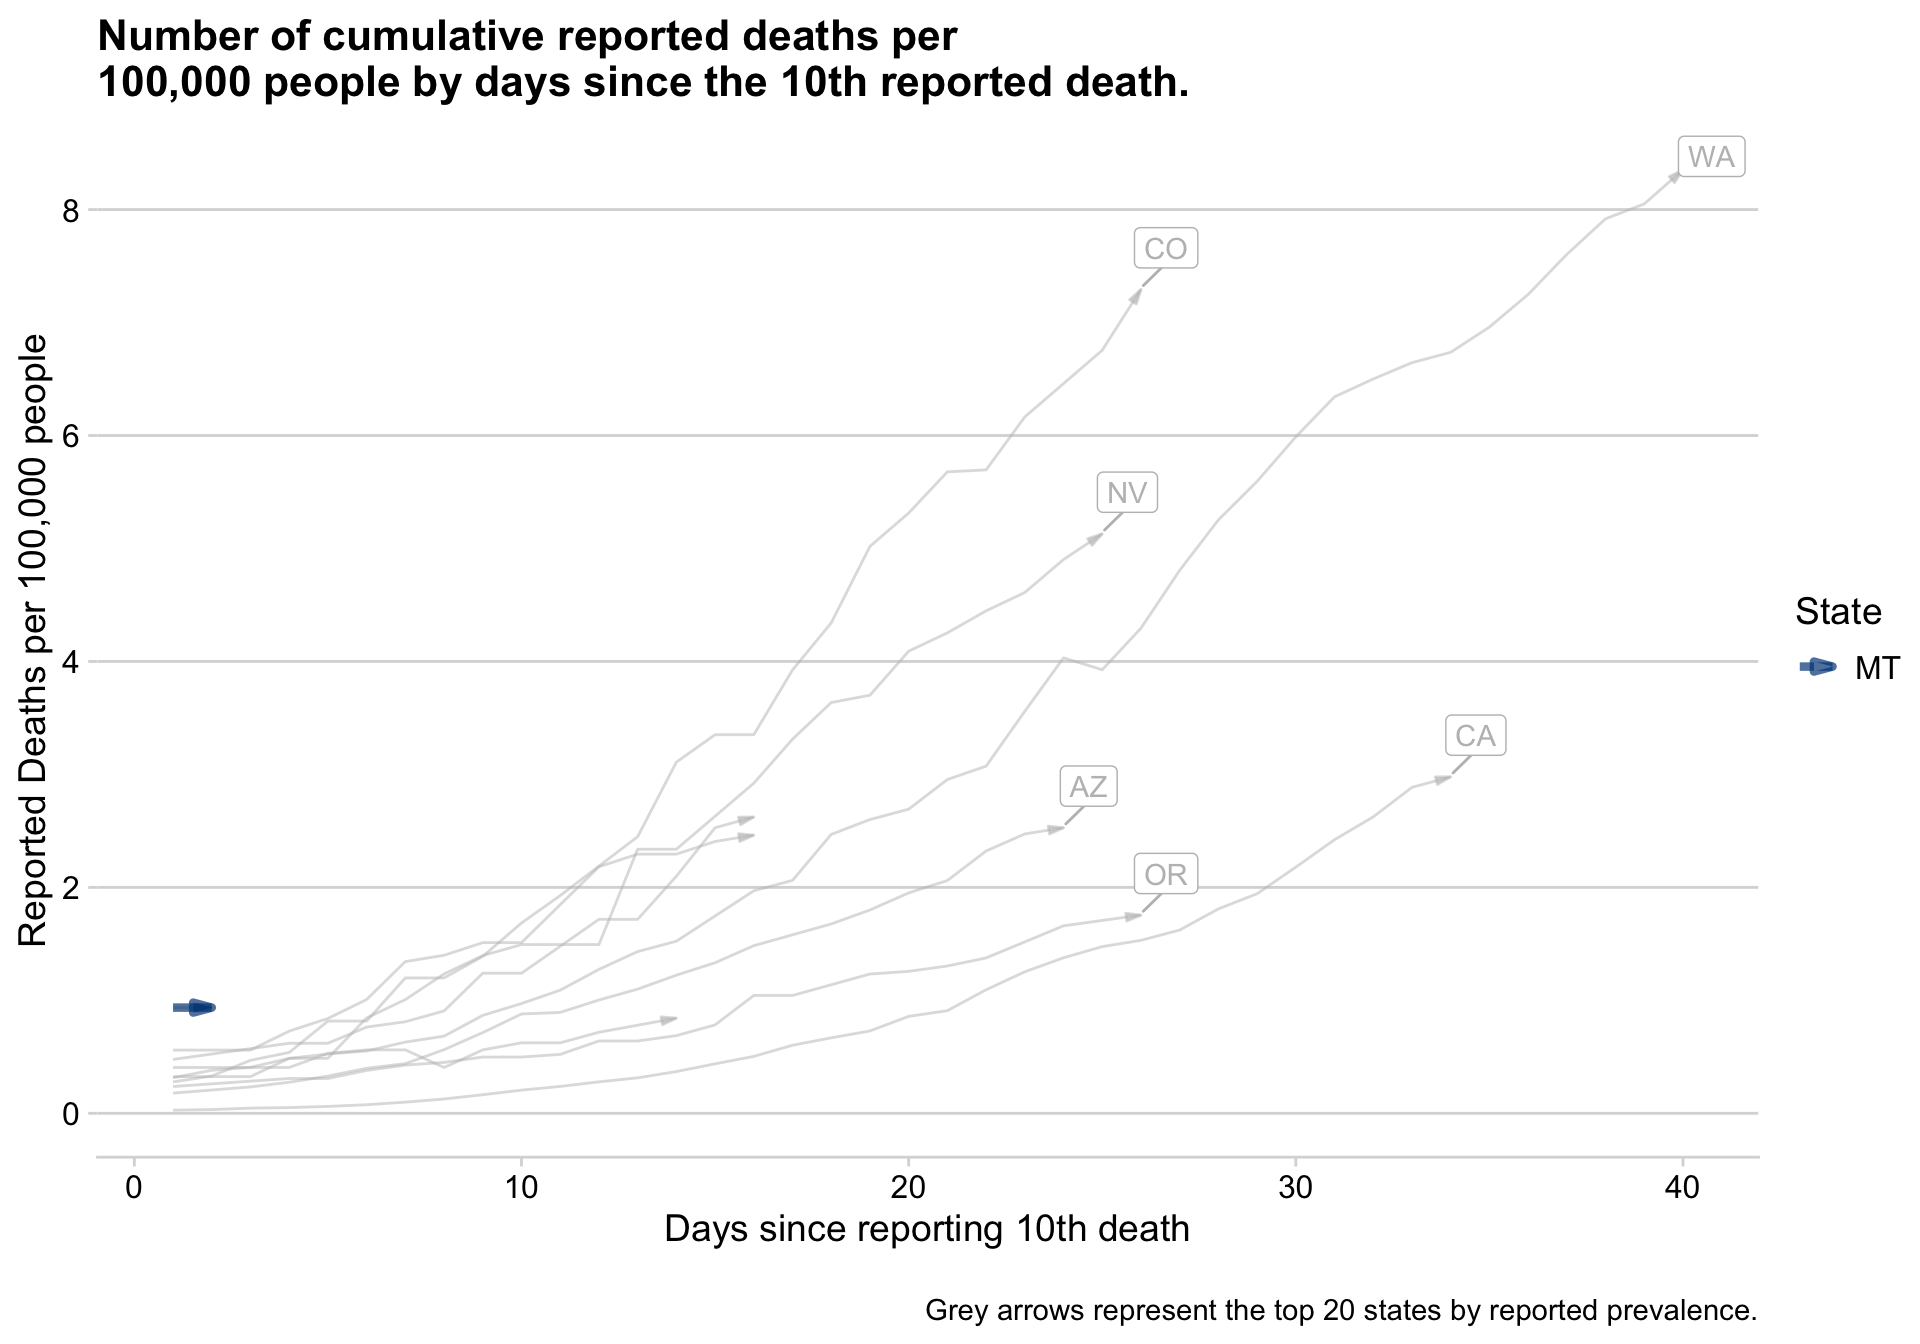 Number of cumulative reported deaths per
100,000 people by days since the 10th reported death.
WA
8
CO
Reported Deaths per 100,000 people
6
NV
State
4
MT
CA
AZ
OR
2
0
0 10 20 30 40
Days since reporting 10th death
Grey arrows represent the top 20 states by reported prevalence.